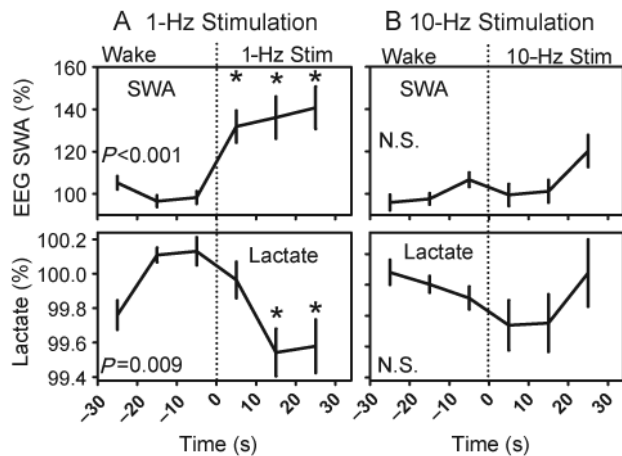 A 1-Hz Stimulation
B 10-Hz Stimulation
Wake 1-Hz Stim
Wake 10-Hz Stim
EEG SWA (%)
160
140
120
100
SWA
* * *
P<0.001
SWA
N.S.
Lactate (%)
100.2
100.0
99.8
99.6
99.4
Lactate
* *
P=0.009
Lactate
N.S.
–30 –20 –10 0 10 20 30
–30 –20 –10 0 10 20 30
Time (s)
Time (s)